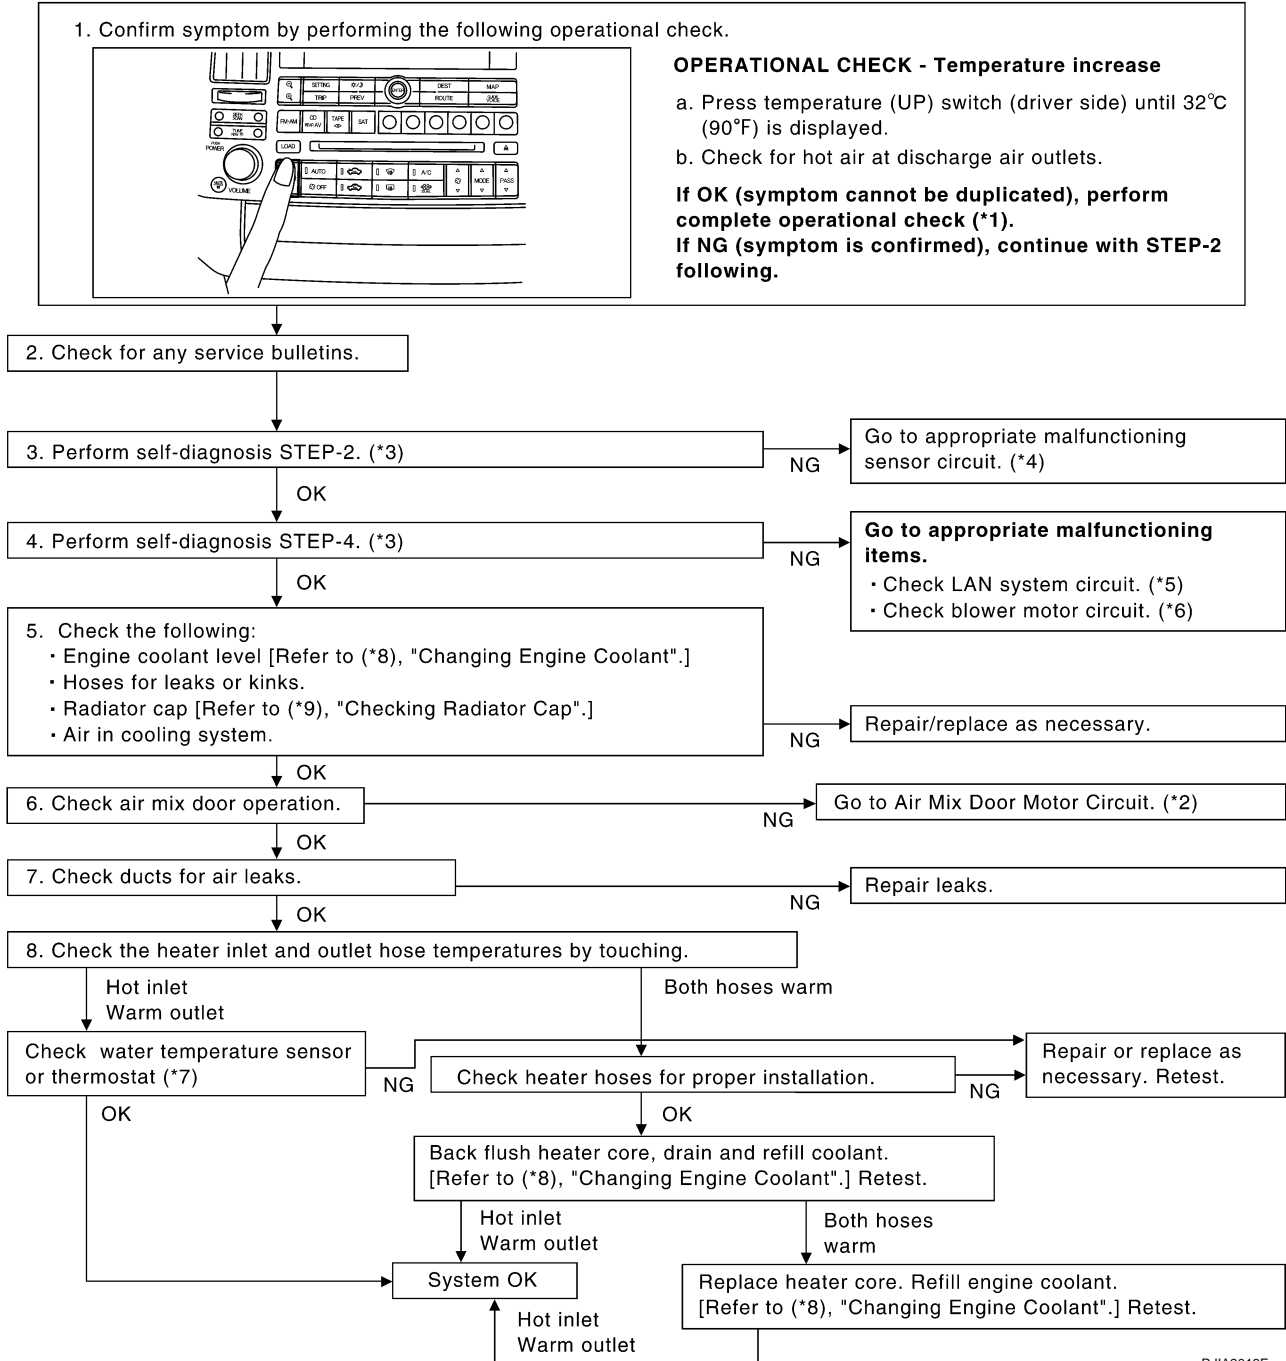 1. Confirm symptom by performing the following operational check.
SETTING
DEST
MAP
TRIP
PREV
ENTER
ROUTE
FM·AM
CD
TAPE
SAT
LOAD
PUSH
POWER
VOLUME
AUTO
A/C
OFF
MODE
PASS
OPERATIONAL CHECK - Temperature increase
a. Press temperature (UP) switch (driver side) until 32°C
(90°F) is displayed.
b. Check for hot air at discharge air outlets.
If OK (symptom cannot be duplicated), perform
complete operational check (*1).
If NG (symptom is confirmed), continue with STEP-2
following.
2. Check for any service bulletins.
3. Perform self-diagnosis STEP-2. (*3)
NG
Go to appropriate malfunctioning
sensor circuit. (*4)
OK
4. Perform self-diagnosis STEP-4. (*3)
NG
Go to appropriate malfunctioning
items.
· Check LAN system circuit. (*5)
· Check blower motor circuit. (*6)
OK
5. Check the following:
· Engine coolant level [Refer to (*8), "Changing Engine Coolant".]
· Hoses for leaks or kinks.
· Radiator cap [Refer to (*9), "Checking Radiator Cap".]
· Air in cooling system.
NG
Repair/replace as necessary.
OK
6. Check air mix door operation.
NG
Go to Air Mix Door Motor Circuit. (*2)
OK
7. Check ducts for air leaks.
NG
Repair leaks.
OK
8. Check the heater inlet and outlet hose temperatures by touching.
Hot inlet
Warm outlet
Both hoses warm
Check water temperature sensor
or thermostat (*7)
NG
Check heater hoses for proper installation.
NG
Repair or replace as
necessary. Retest.
OK
OK
Back flush heater core, drain and refill coolant.
[Refer to (*8), "Changing Engine Coolant".] Retest.
Hot inlet
Warm outlet
Both hoses
warm
System OK
Replace heater core. Refill engine coolant.
[Refer to (*8), "Changing Engine Coolant".] Retest.
Hot inlet
Warm outlet